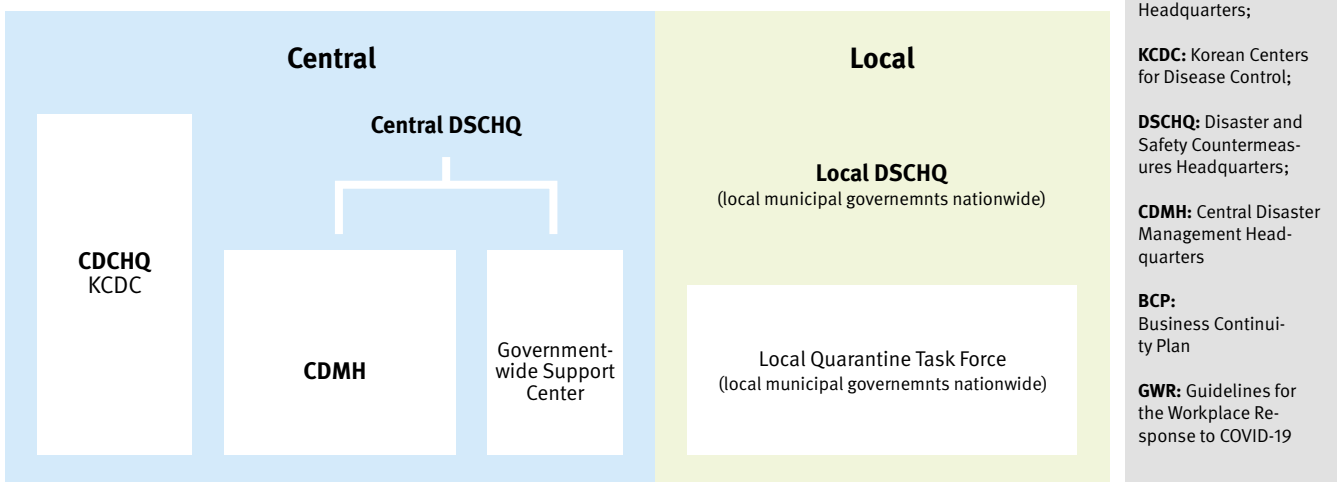 Central
Central DSCHQ
CDCHQ
KCDC
CDMH
Government-
wide Support
Center
Local
Local DSCHQ
(local municipal governemnts nationwide)
Local Quarantine Task Force
(local municipal governemnts nationwide)
Headquarters;
KCDC: Korean Centers
for Disease Control;
DSCHQ: Disaster and
Safety Countermeas-
ures Headquarters;
CDMH: Central Disaster
Management Head-
quarters
BCP:
Business Continui-
ty Plan
GWR: Guidelines for
the Workplace Re-
sponse to COVID-19